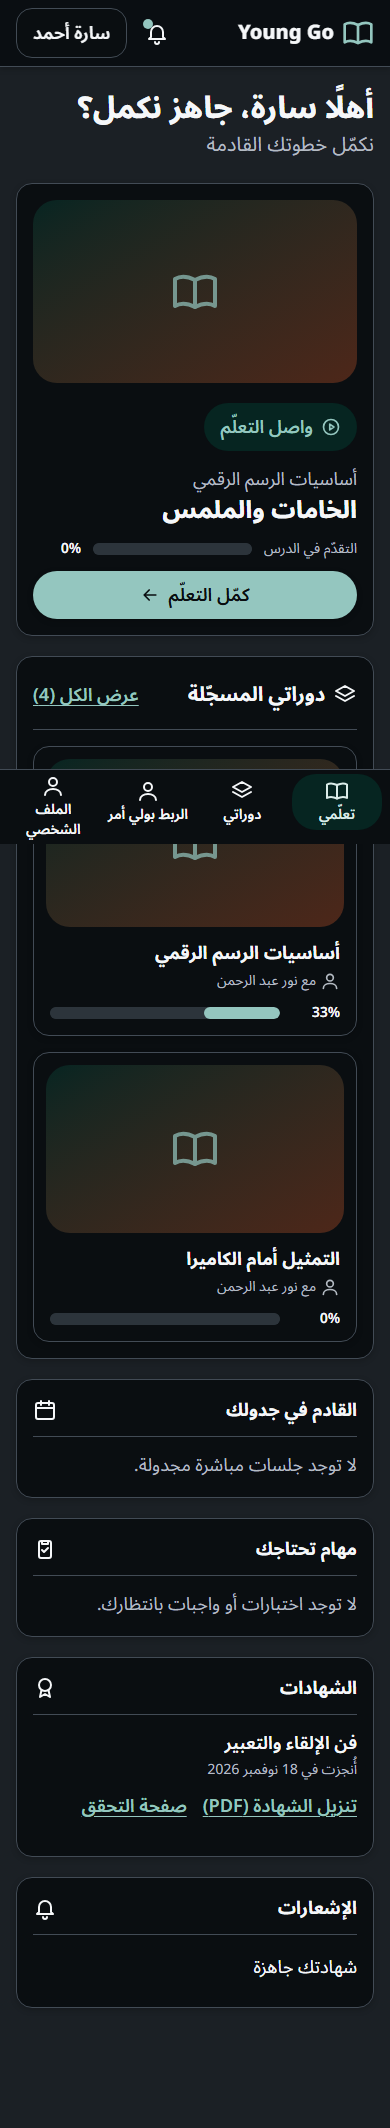 Young Go
سارة أحمد
أهلًا سارة، جاهز نكمل؟
نكمّل خطوتك القادمة
واصل التعلّم
أساسيات الرسم الرقمي
الخامات والملمس
التقدّم في الدرس 0%
كمّل التعلّم
دوراتي المسجّلة
عرض الكل (4)
تعلّمي
دوراتي
الربط بولي أمر
الملف الشخصي
أساسيات الرسم الرقمي
مع نور عبد الرحمن
33%
التمثيل أمام الكاميرا
مع نور عبد الرحمن
0%
القادم في جدولك
لا توجد جلسات مباشرة مجدولة.
مهام تحتاجك
لا توجد اختبارات أو واجبات بانتظارك.
الشهادات
فن الإلقاء والتعبير
أُنجزت في 18 نوفمبر 2026
تنزيل الشهادة (PDF)
صفحة التحقق
الإشعارات
شهادتك جاهزة